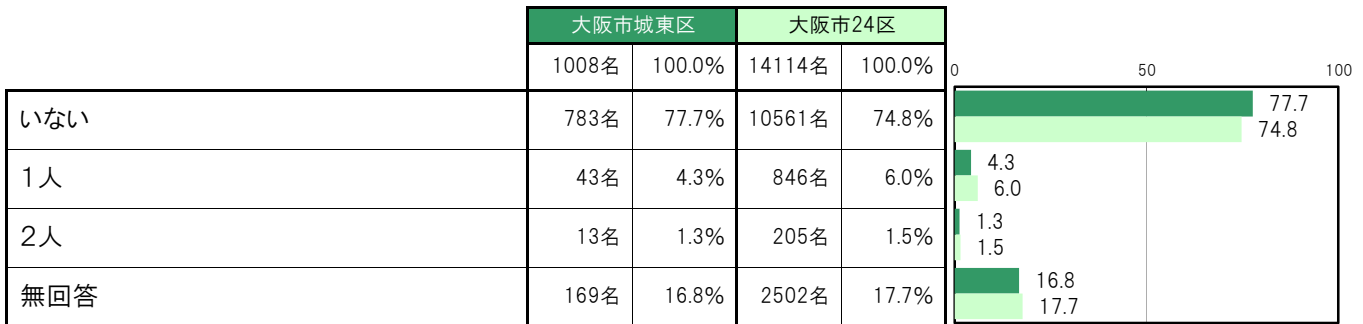 大阪市城東区 大阪市24区
1008名 100.0% 14114名 100.0%
0 50 100
いない 783名 77.7% 10561名 74.8% 77.7
74.8
1人 43名 4.3% 846名 6.0% 4.3
6.0
2人 13名 1.3% 205名 1.5% 1.3
1.5
無回答 169名 16.8% 2502名 17.7% 16.8
17.7